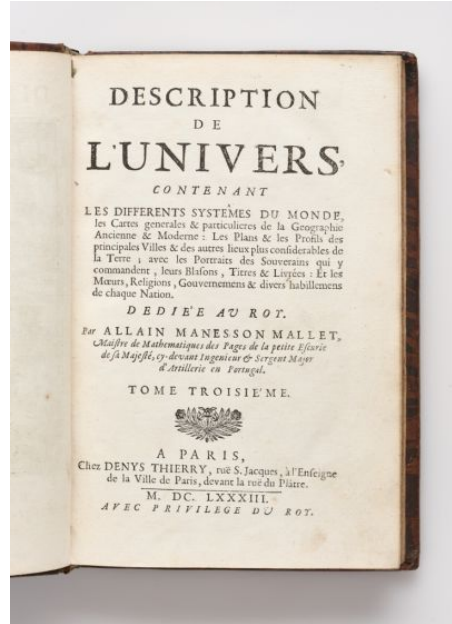 DESCRIPTION
DE
L'UNIVERS,
CONTENANT
LES DIFFERENTS SYSTÊMES DU MONDE,
les Cartes generales & particulieres de la Geographie
Ancienne & Moderne : Les Plans & les Profils des
principales Villes & des autres lieux plus considerables de
la Terre ; avec les Portraits des Souverains qui y
commandent, leurs Blasons, Titres & Livrées : Et les
Mœurs, Religions, Gouvernemens & divers habillemens
de chaque Nation.
DEDIÉE AU ROY.
Par ALLAIN MANESSON MALLET,
Maistre de Mathematiques des Pages de la petite Escurie
de sa Majesté, cy-devant Ingenieur & Sergent Major
d'Artillerie en Portugal.
TOME TROISIE'ME.
A PARIS,
Chez DENYS THIERRY, ruë S. Jacques, à l'Enseigne
de la Ville de Paris, devant la ruë du Plâtre.
M. DC. LXXXIII.
AVEC PRIVILEGE DU ROY.